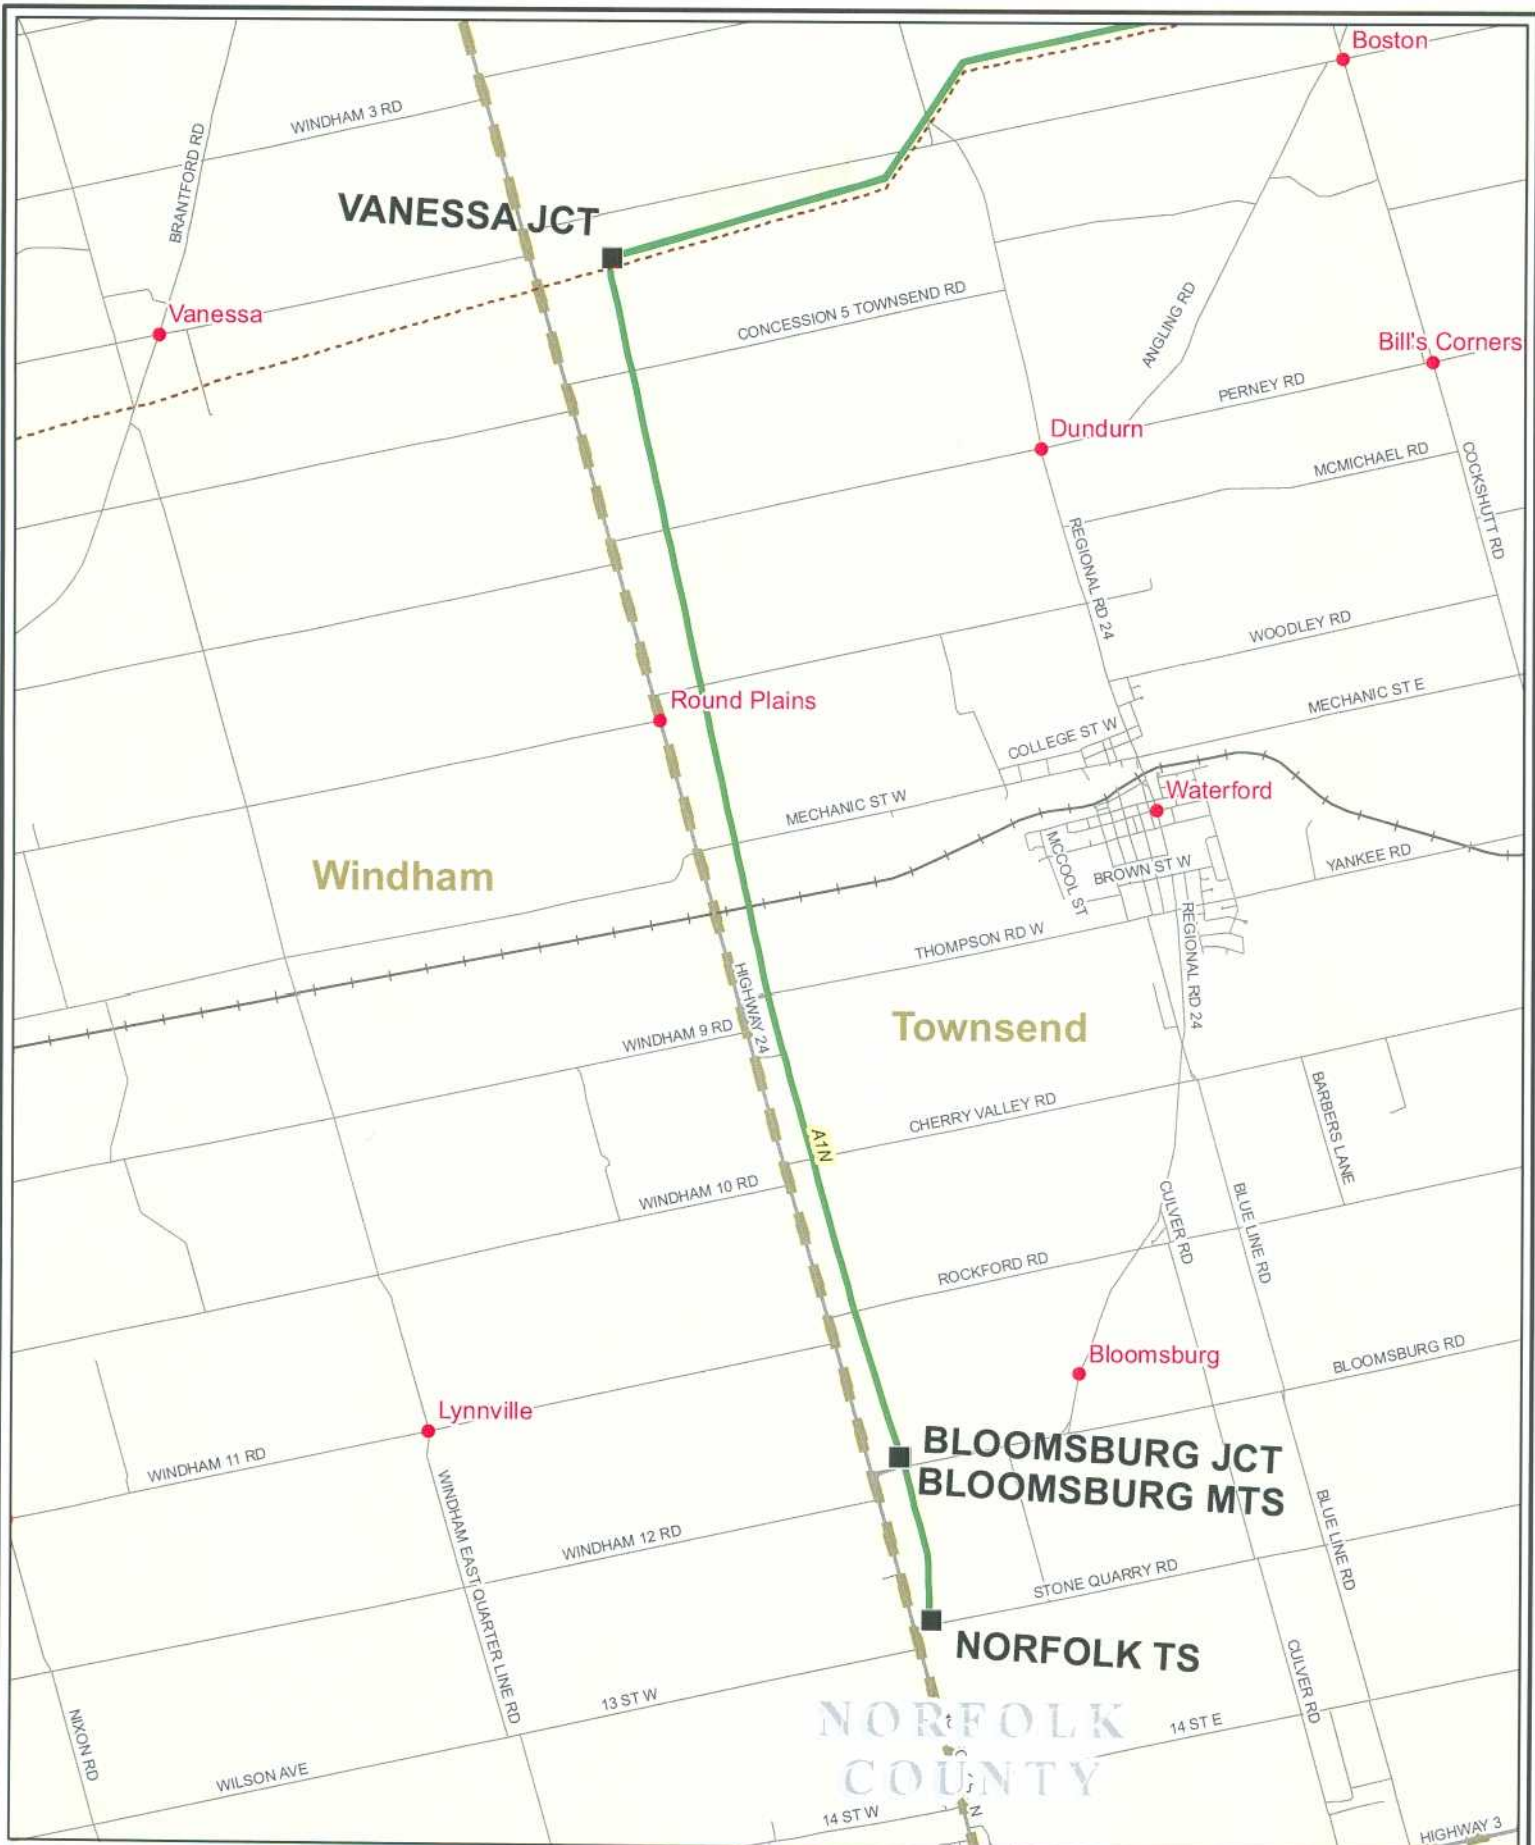 Boston
WINDHAM 3 RD
BRANTFORD RD
VANESSA JCT
CONCESSION 5 TOWNSEND RD
ANGLING RD
Vanessa
Bill's Corners
PERNEY RD
Dundurn
MCMICHAEL RD
COCKSHUTT RD
REGIONAL RD 24
WOODLEY RD
Round Plains
MECHANIC ST E
COLLEGE ST W
Waterford
MECHANIC ST W
MCCOOL ST
BROWN ST W
YANKEE RD
Windham
THOMPSON RD W
REGIONAL RD 24
HIGHWAY 24
WINDHAM 9 RD
Townsend
BARBERS LANE
CHERRY VALLEY RD
A1N
WINDHAM 10 RD
CULVER RD
BLUE LINE RD
ROCKFORD RD
Bloomsburg
BLOOMSBURG RD
Lynnville
BLOOMSBURG JCT
BLOOMSBURG MTS
WINDHAM 11 RD
WINDHAM EAST QUARTER LINE RD
WINDHAM 12 RD
BLUE LINE RD
STONE QUARRY RD
NORFOLK TS
13 ST W
CULVER RD
NIXON RD
NORFOLK
COUNTY
14 ST E
WILSON AVE
14 ST W
HIGHWAY 3